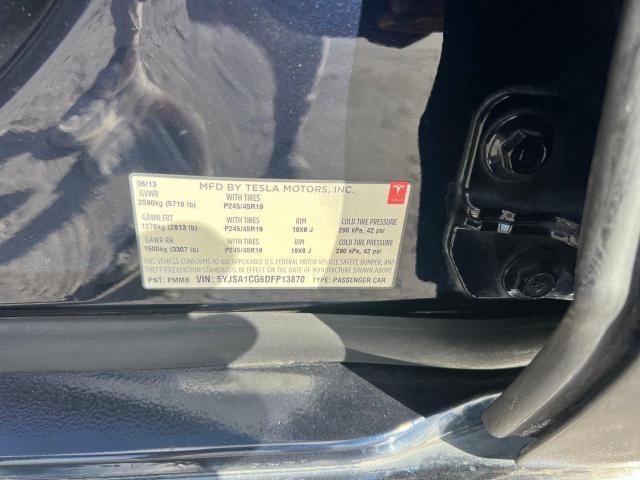 06/13 MFD BY TESLA MOTORS, INC. TESLA
GVWR WITH TIRES
2590kg (5710 lb) P245/45R19
GAWR FRT WITH TIRES RIM COLD TIRE PRESSURE
1276kg (2813 lb) P245/45R19 19X8 J 290 kPa, 42 psi
GAWR RR WITH TIRES RIM COLD TIRE PRESSURE
1500kg (3307 lb) P245/45R19 19X8 J 290 kPa, 42 psi
THIS VEHICLE CONFORMS TO ALL APPLICABLE U.S. FEDERAL MOTOR VEHICLE SAFETY, BUMPER, AND
THEFT PREVENTION STANDARDS IN EFFECT ON THE DATE OF MANUFACTURE SHOWN ABOVE.
PNT: PMMB VIN: 5YJSA1CG6DFP13870 TYPE: PASSENGER CAR